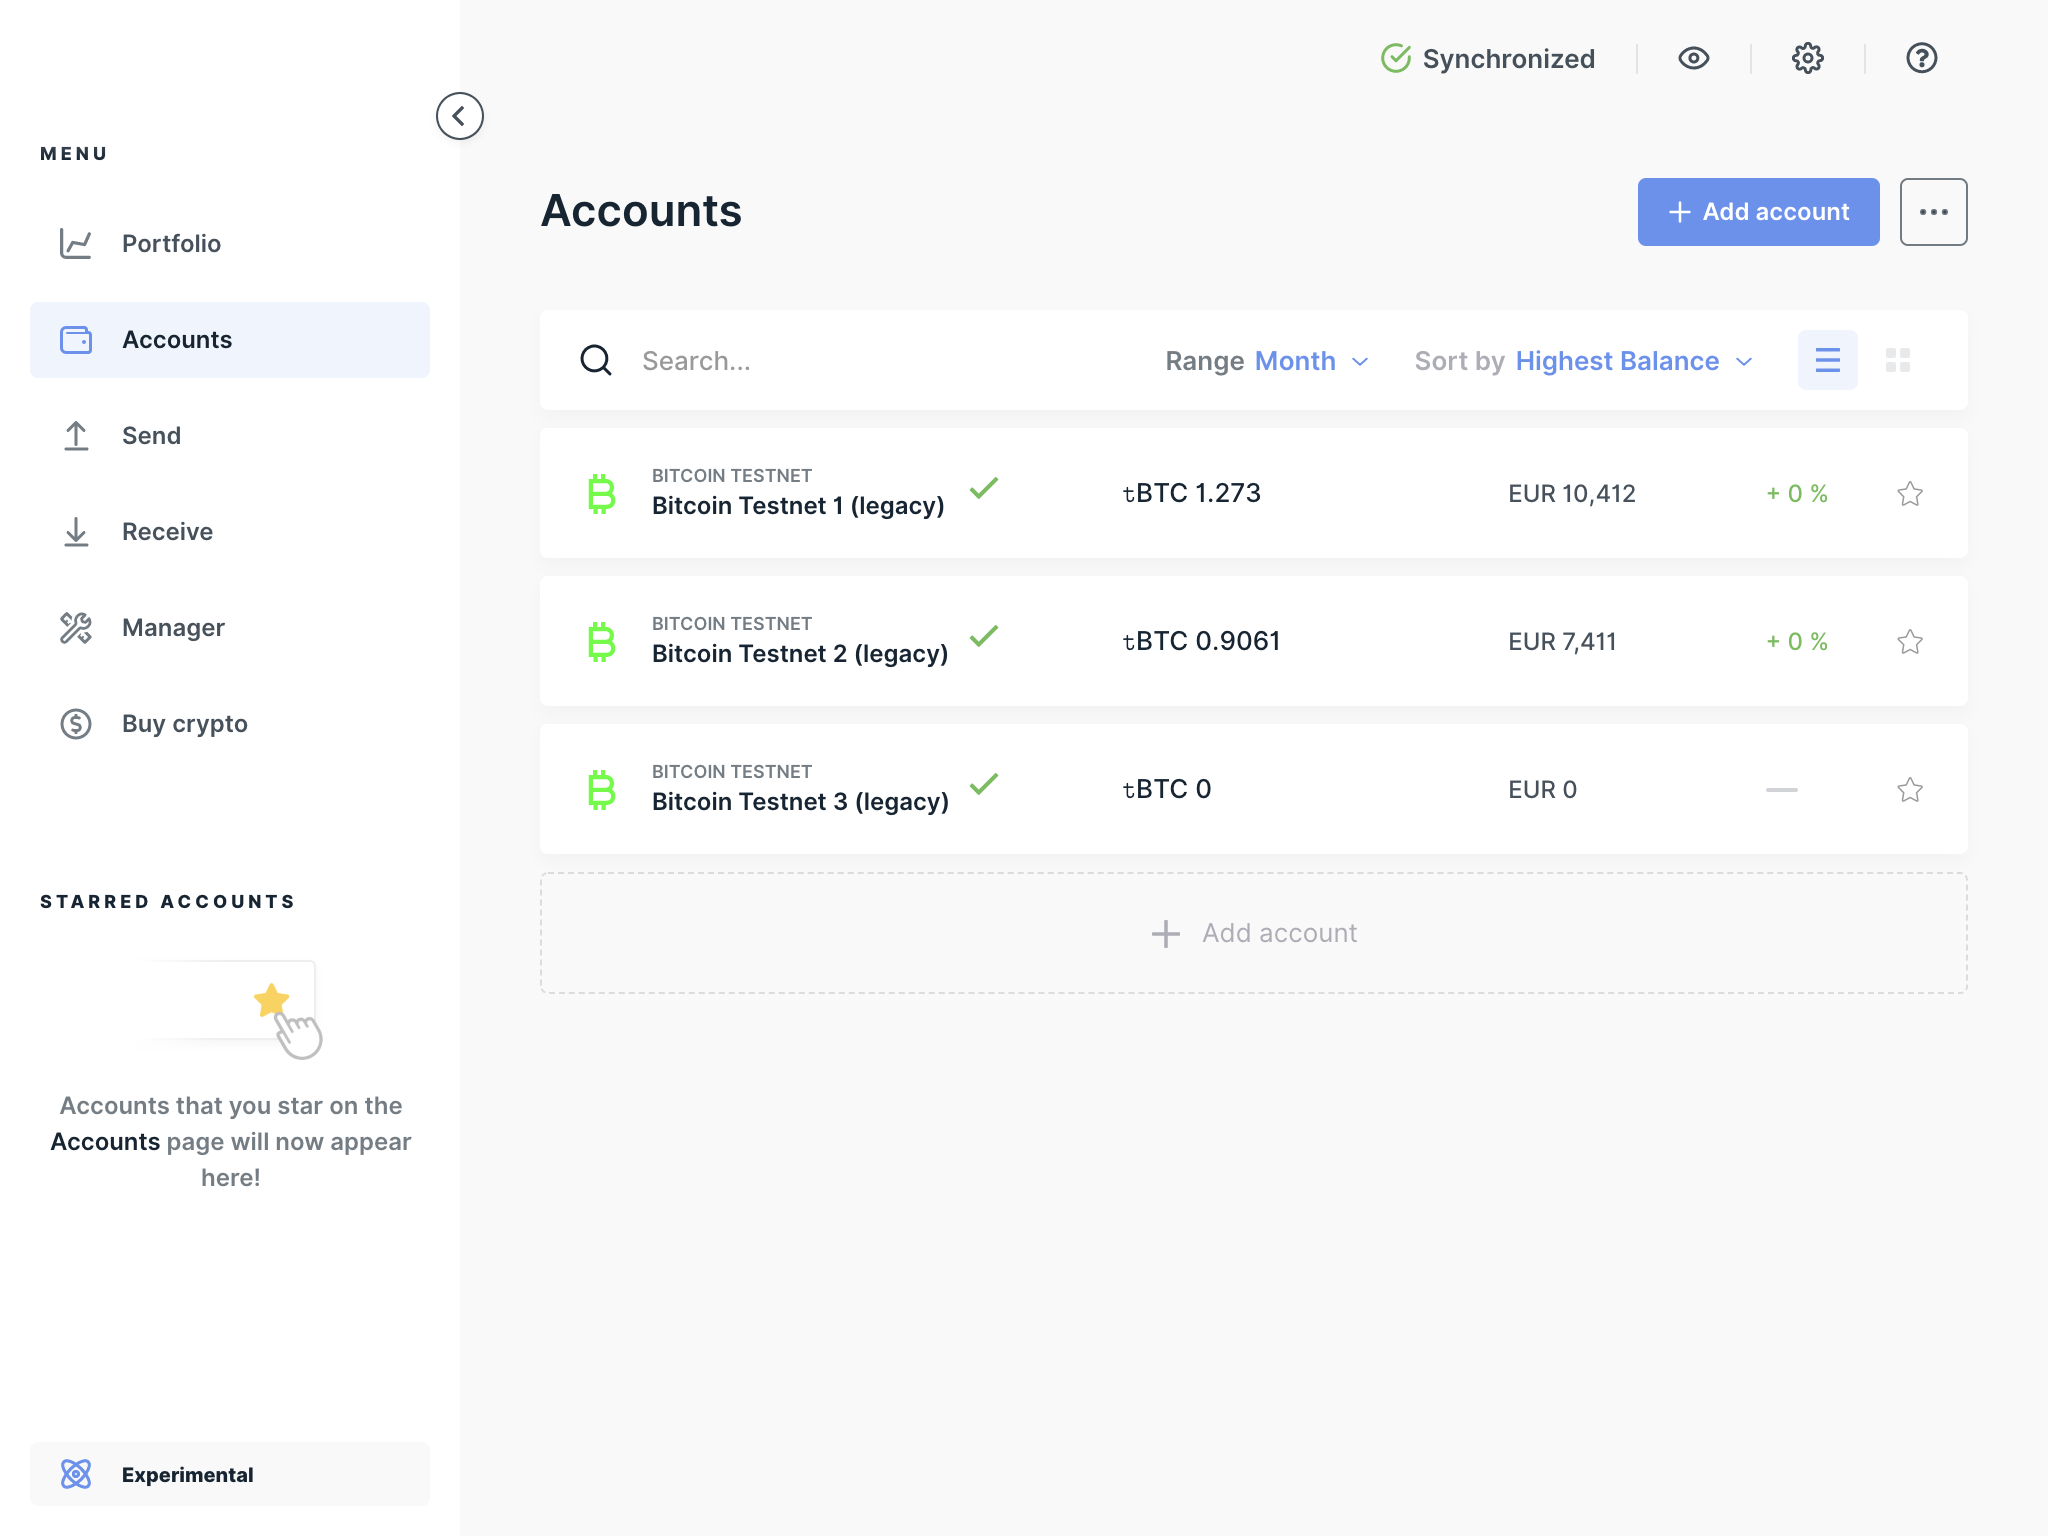 Synchronized
MENU
Portfolio
Accounts
Send
Receive
Manager
Buy crypto
STARRED ACCOUNTS
Accounts that you star on the
Accounts page will now appear
here!
Experimental
Accounts
+ Add account
Search...
Range Month
Sort by Highest Balance
BITCOIN TESTNET
Bitcoin Testnet 1 (legacy)
tBTC 1.273
EUR 10,412
+ 0 %
BITCOIN TESTNET
Bitcoin Testnet 2 (legacy)
tBTC 0.9061
EUR 7,411
+ 0 %
BITCOIN TESTNET
Bitcoin Testnet 3 (legacy)
tBTC 0
EUR 0
—
+ Add account